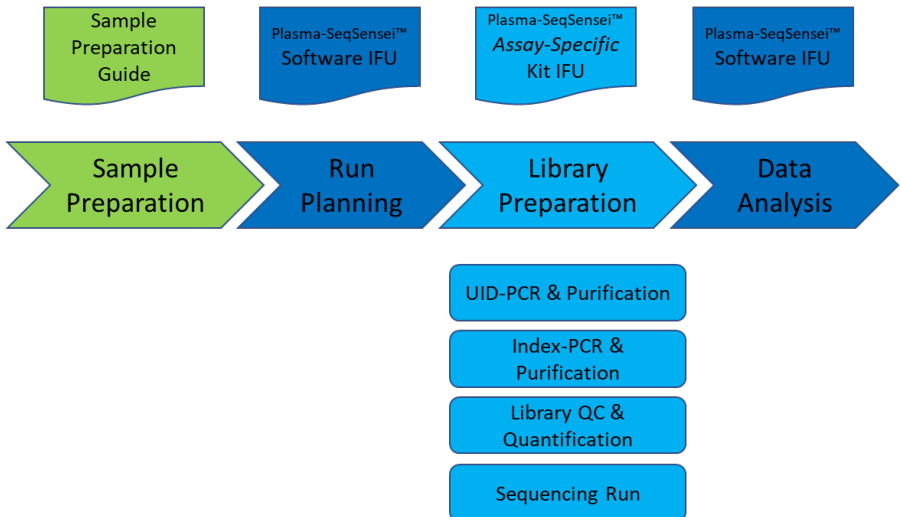 Sample
Preparation
Guide
Plasma-SeqSensei™
Software IFU
Plasma-SeqSensei™
Assay-Specific
Kit IFU
Plasma-SeqSensei™
Software IFU
Sample
Preparation
Run
Planning
Library
Preparation
Data
Analysis
UID-PCR & Purification
Index-PCR &
Purification
Library QC &
Quantification
Sequencing Run